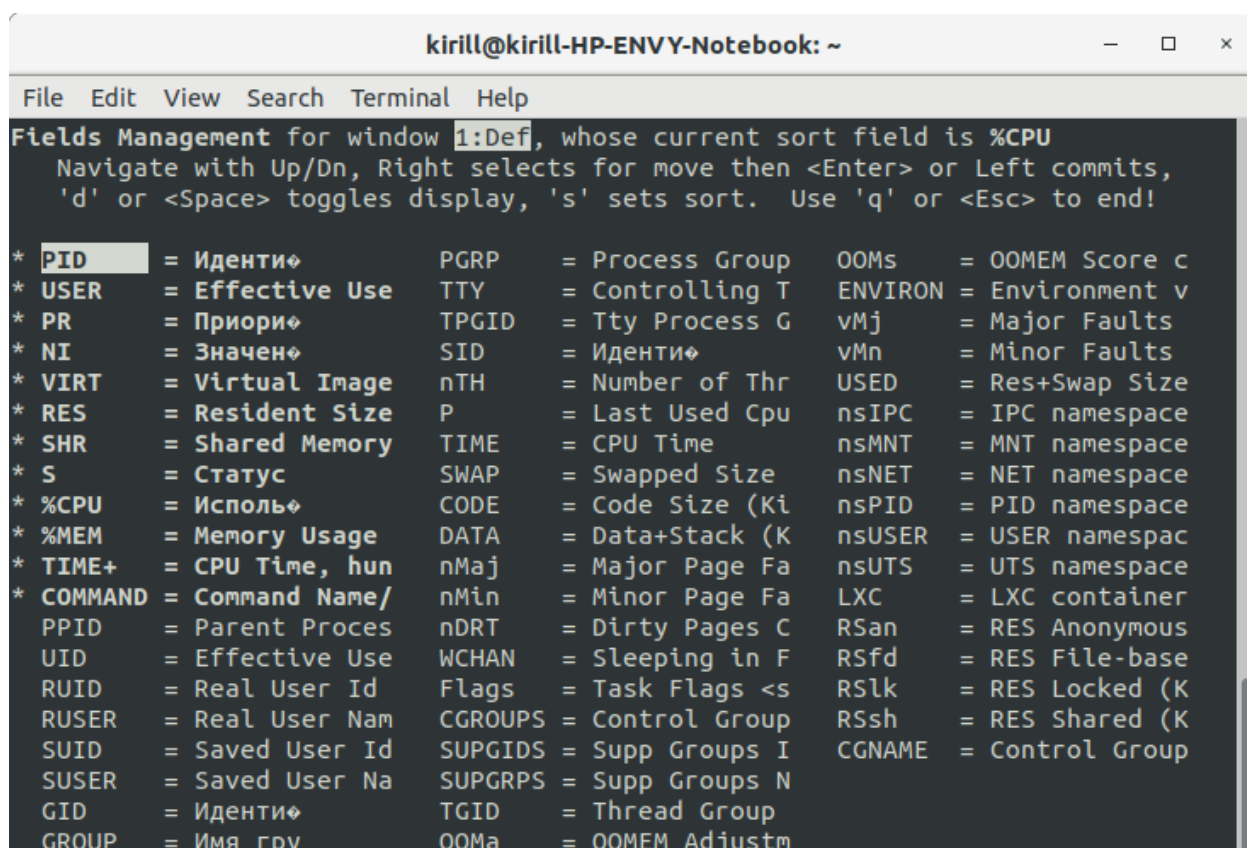 kirill@kirill-HP-ENVY-Notebook: ~
File Edit View Search Terminal Help
Fields Management for window 1:Def, whose current sort field is %CPU
Navigate with Up/Dn, Right selects for move then <Enter> or Left commits,
'd' or <Space> toggles display, 's' sets sort. Use 'q' or <Esc> to end!
* PID = Иденти� PGRP = Process Group OOMs = OOMEM Score c
* USER = Effective Use TTY = Controlling T ENVIRON = Environment v
* PR = Приори� TPGID = Tty Process G vMj = Major Faults
* NI = Значен� SID = Иденти� vMn = Minor Faults
* VIRT = Virtual Image nTH = Number of Thr USED = Res+Swap Size
* RES = Resident Size P = Last Used Cpu nsIPC = IPC namespace
* SHR = Shared Memory TIME = CPU Time nsMNT = MNT namespace
* S = Статус SWAP = Swapped Size nsNET = NET namespace
* %CPU = Исполь� CODE = Code Size (Ki nsPID = PID namespace
* %MEM = Memory Usage DATA = Data+Stack (K nsUSER = USER namespac
* TIME+ = CPU Time, hun nMaj = Major Page Fa nsUTS = UTS namespace
* COMMAND = Command Name/ nMin = Minor Page Fa LXC = LXC container
PPID = Parent Proces nDRT = Dirty Pages C RSan = RES Anonymous
UID = Effective Use WCHAN = Sleeping in F RSfd = RES File-base
RUID = Real User Id Flags = Task Flags <s RSlk = RES Locked (K
RUSER = Real User Nam CGROUPS = Control Group RSsh = RES Shared (K
SUID = Saved User Id SUPGIDS = Supp Groups I CGNAME = Control Group
SUSER = Saved User Na SUPGRPS = Supp Groups N
GID = Иденти� TGID = Thread Group
GROUP = Имя гру OOMa = OOMEM Adjustm